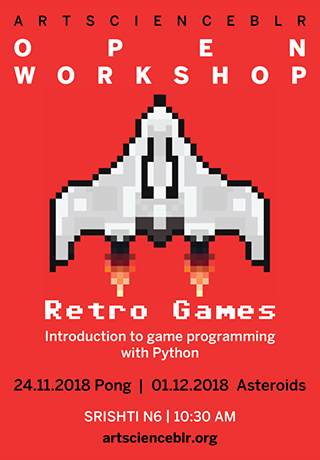 ARTSCIENCEBLR
OPEN
WORKSHOP
Retro Games
Introduction to game programming
with Python
24.11.2018 Pong | 01.12.2018 Asteroids
SRISHTI N6 | 10:30 AM
artscienceblr.org